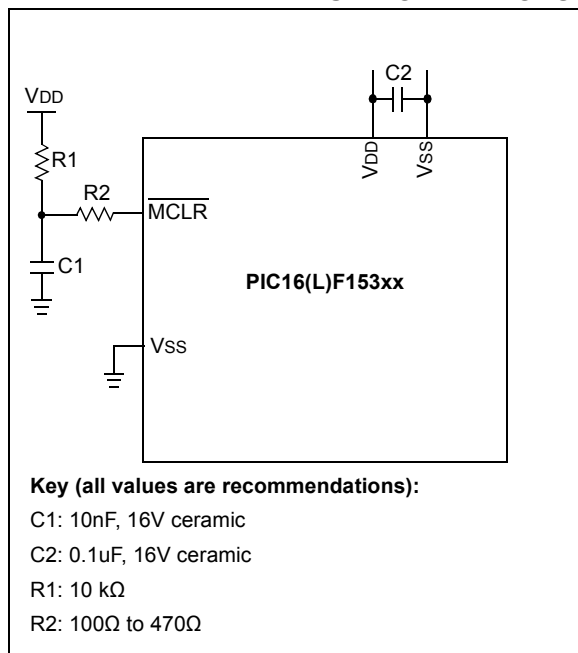 C2
VDD
R1
VDD
VSS
R2
MCLR
C1
PIC16(L)F153xx
VSS
Key (all values are recommendations):
C1: 10nF, 16V ceramic
C2: 0.1uF, 16V ceramic
R1: 10 kΩ
R2: 100Ω to 470Ω